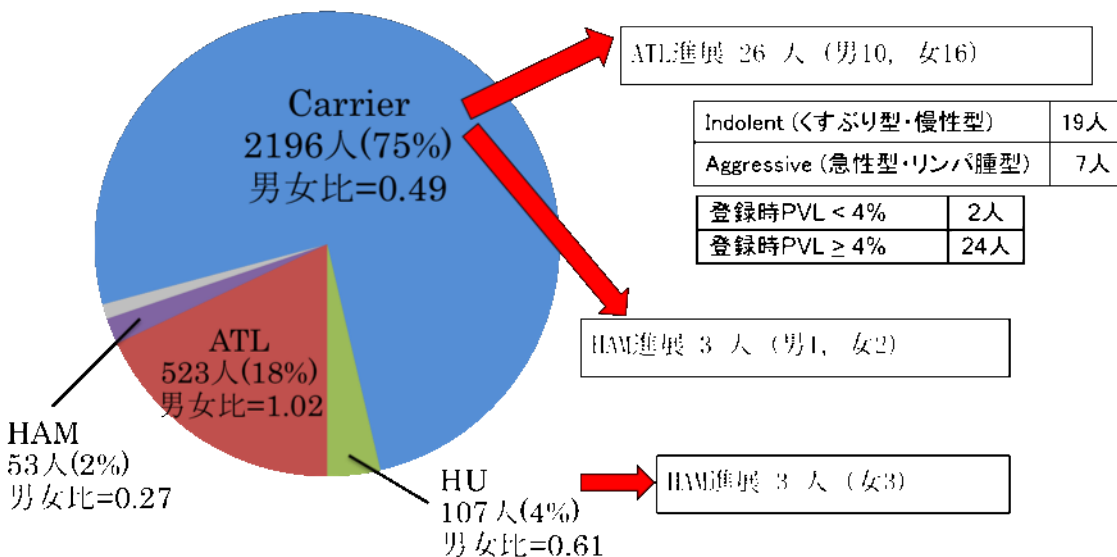 Carrier
2196人(75%)
男女比=0.49
ATL
523人(18%)
男女比=1.02
HAM
53人(2%)
男女比=0.27
HU
107人(4%)
男女比=0.61
ATL進展 26 人 (男10, 女16)
Indolent (くすぶり型・慢性型) 19人
Aggressive (急性型・リンパ腫型) 7人
登録時PVL < 4% 2人
登録時PVL ≥ 4% 24人
HAM進展 3 人 (男1, 女2)
HAM進展 3 人 (女3)